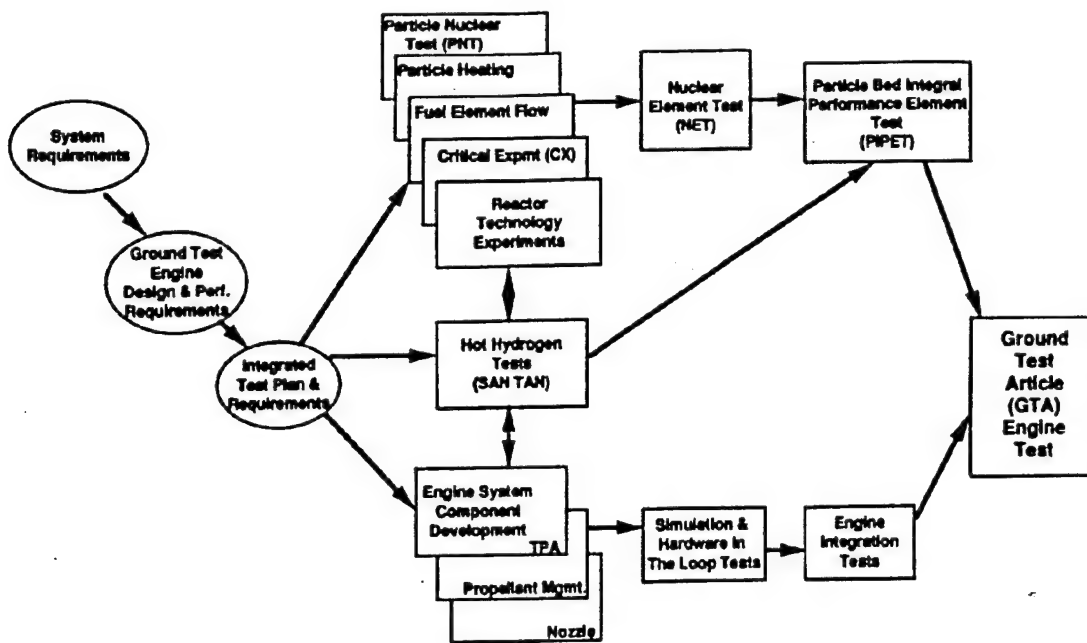 Particle Nuclear
Test (PNT)
Particle Heating
Fuel Element Flow
Critical Expmt (CX)
Reactor
Technology
Experiments
Nuclear
Element Test
(NET)
Particle Bed Integral
Performance Element
Test
(PIPET)
System
Requirements
Ground Test
Engine
Design & Perf.
Requirements
Integrated
Test Plan &
Requirements
Hot Hydrogen
Tests
(SAN TAN)
Ground
Test
Article
(GTA)
Engine
Test
Engine System
Component
Development
TPA
Propellant Mgmt.
Nozzle
Simulation &
Hardware In
The Loop Tests
Engine
Integration
Tests